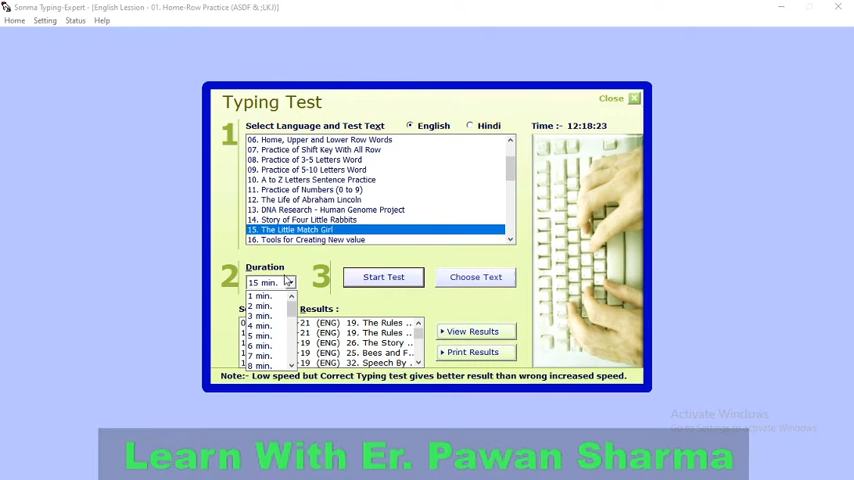 Sonma Typing-Expert - [English Lession - 01. Home-Row Practice (ASDF & ;LKJ)]
Home Setting Status Help
Typing Test
Close
1
Select Language and Test Text
English
Hindi
Time :- 12:18:23
06. Home, Upper and Lower Row Words
07. Practice of Shift Key With All Row
08. Practice of 3-5 Letters Word
09. Practice of 5-10 Letters Word
10. A to Z Letters Sentence Practice
11. Practice of Numbers (0 to 9)
12. The Life of Abraham Lincoln
13. DNA Research - Human Genome Project
14. Story of Four Little Rabbits
15. The Little Match Girl
16. Tools for Creating New value
2
Duration
15 min.
3
Start Test
Choose Text
1 min.
2 min.
3 min.
4 min.
5 min.
6 min.
7 min.
8 min.
Results :
-21 (ENG) 19. The Rules ..
-21 (ENG) 19. The Rules ..
-19 (ENG) 26. The Story ..
-19 (ENG) 25. Bees and F..
-19 (ENG) 32. Speech By ..
View Results
Print Results
Note:- Low speed but Correct Typing test gives better result than wrong increased speed.
Activate Windows
Go to Settings to activate Windows.
Learn With Er. Pawan Sharma